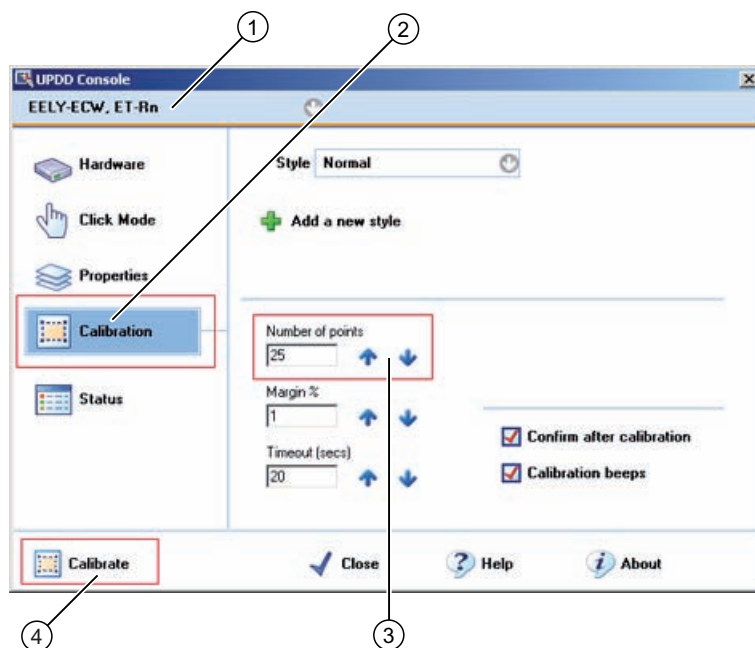 1
2
UPDD Console
EELY-ECW, ET-Rn
Hardware
Click Mode
Properties
Calibration
Status
Style Normal
Add a new style
Number of points
25
Margin %
1
Timeout (secs)
20
Confirm after calibration
Calibration beeps
Calibrate
Close
? Help
i About
4
3